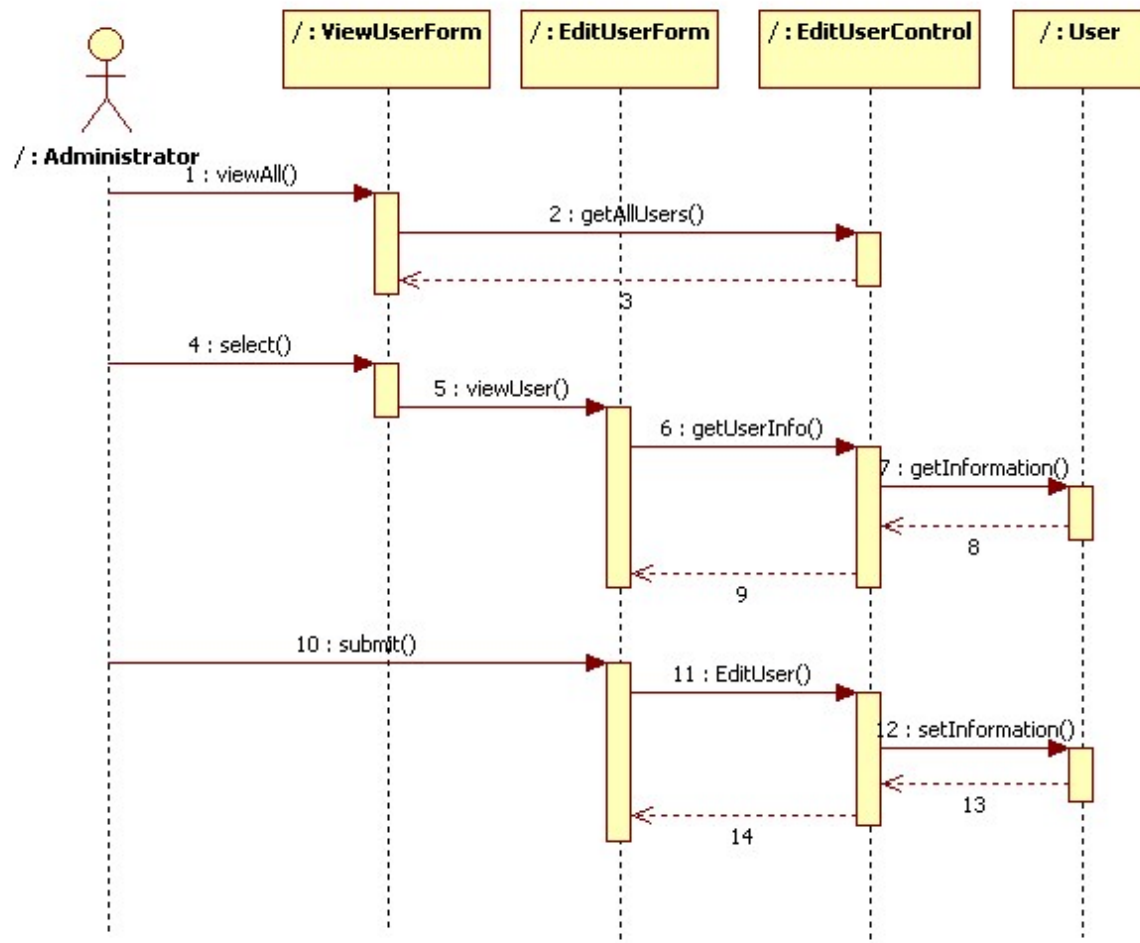 / : ViewUserForm
/ : EditUserForm
/ : EditUserControl
/ : User
/ : Administrator
1 : viewAll()
2 : getAllUsers()
3
4 : select()
5 : viewUser()
6 : getUserInfo()
7 : getInformation()
8
9
10 : submit()
11 : EditUser()
12 : setInformation()
13
14